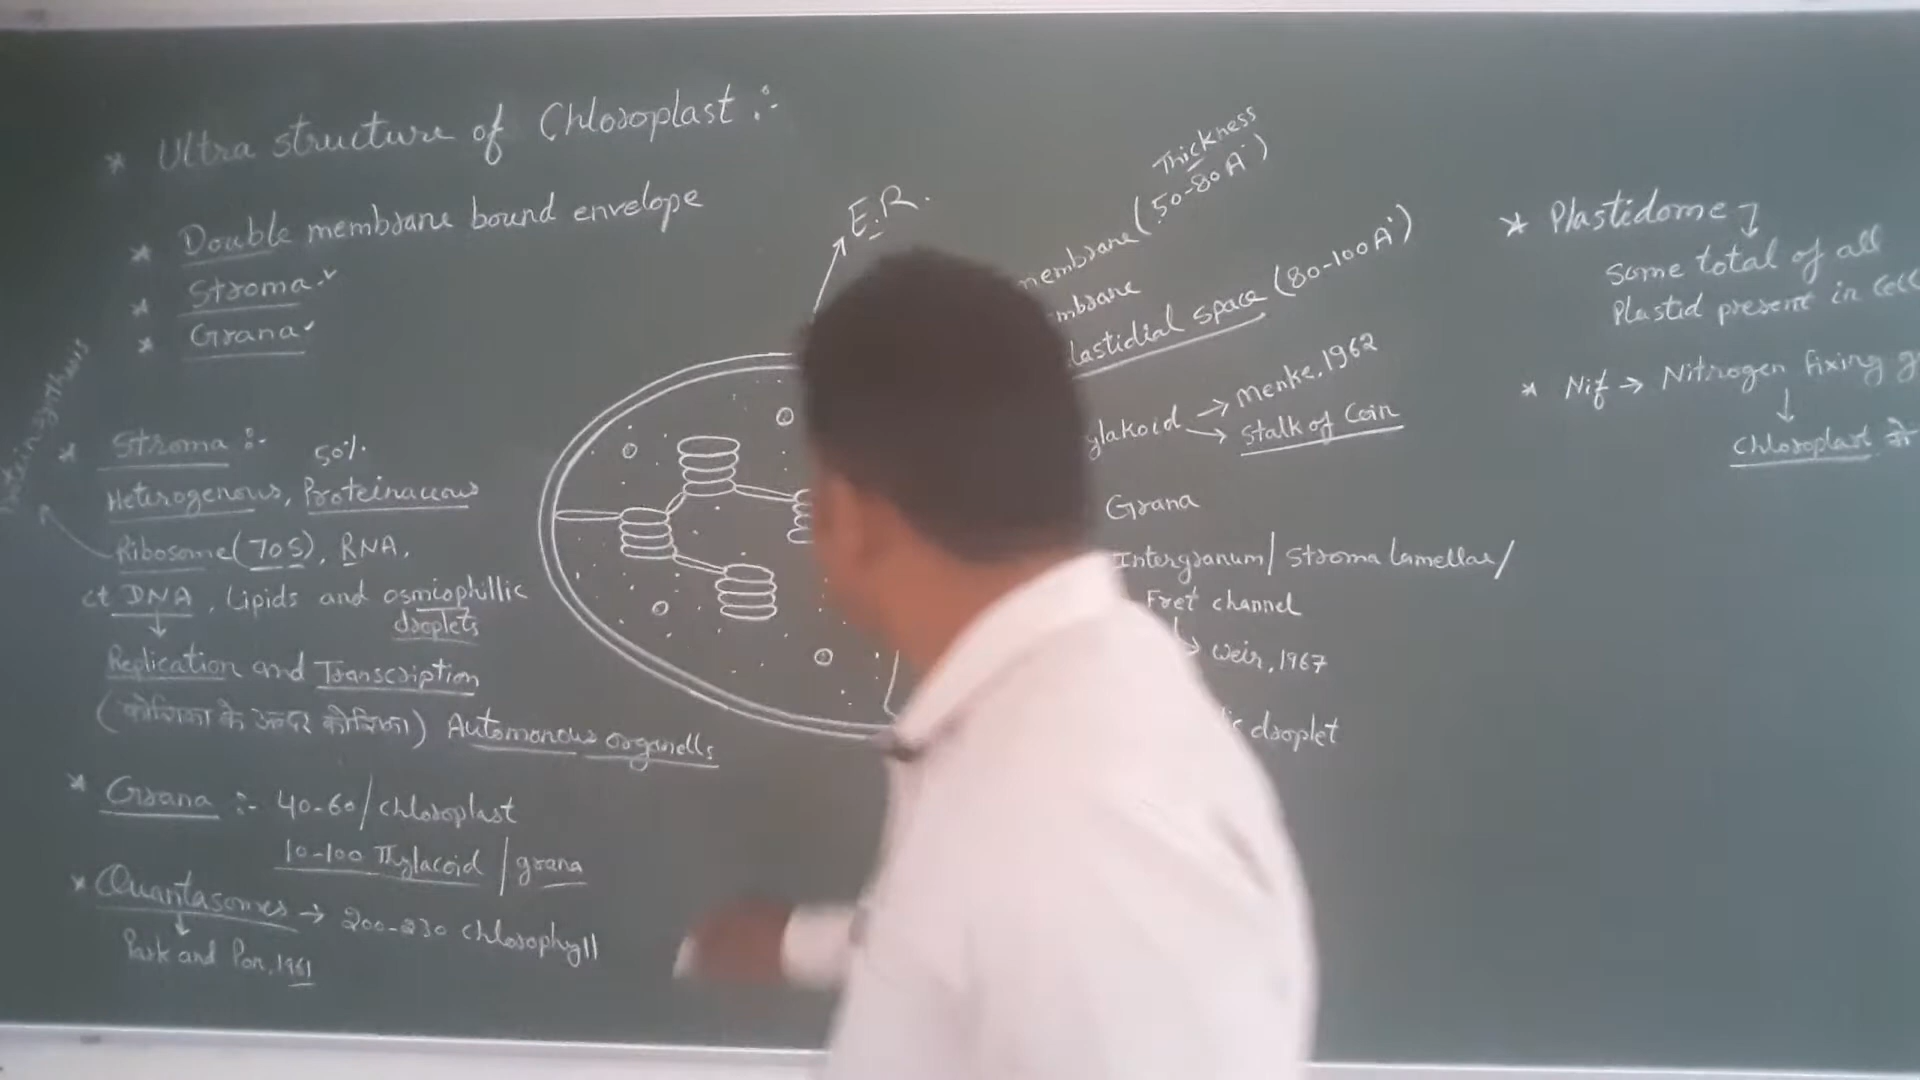 * Ultra structure of Chloroplast :-
* Double membrane bound envelope
* Stroma
* Grana
* Stroma :-
50%
Heterogenous, Proteinaceous
Ribosome (70S), RNA,
ct DNA, Lipids and osmiophillic
droplets
Replication and Transcription
(कोशिका के अन्दर कोशिका) Automonous organells
* Grana :- 40-60/chloroplast
10-100 Thylacoid / grana
* Quantasomes → 200-230 chlorophyll
Park and Pon, 1961
E.R.
Thickness
membrane (50-80 A°)
mbrane
lastidial space (80-100 A°)
ylakoid → Menke, 1962
→ Stalk of Coin
Grana
Intergranum / Stroma Lamellar /
Fret channel
→ Weir, 1967
droplet
* Plastidome
Some total of all
Plastid present in Cell
* Nif → Nitrogen fixing g
Chloroplast में